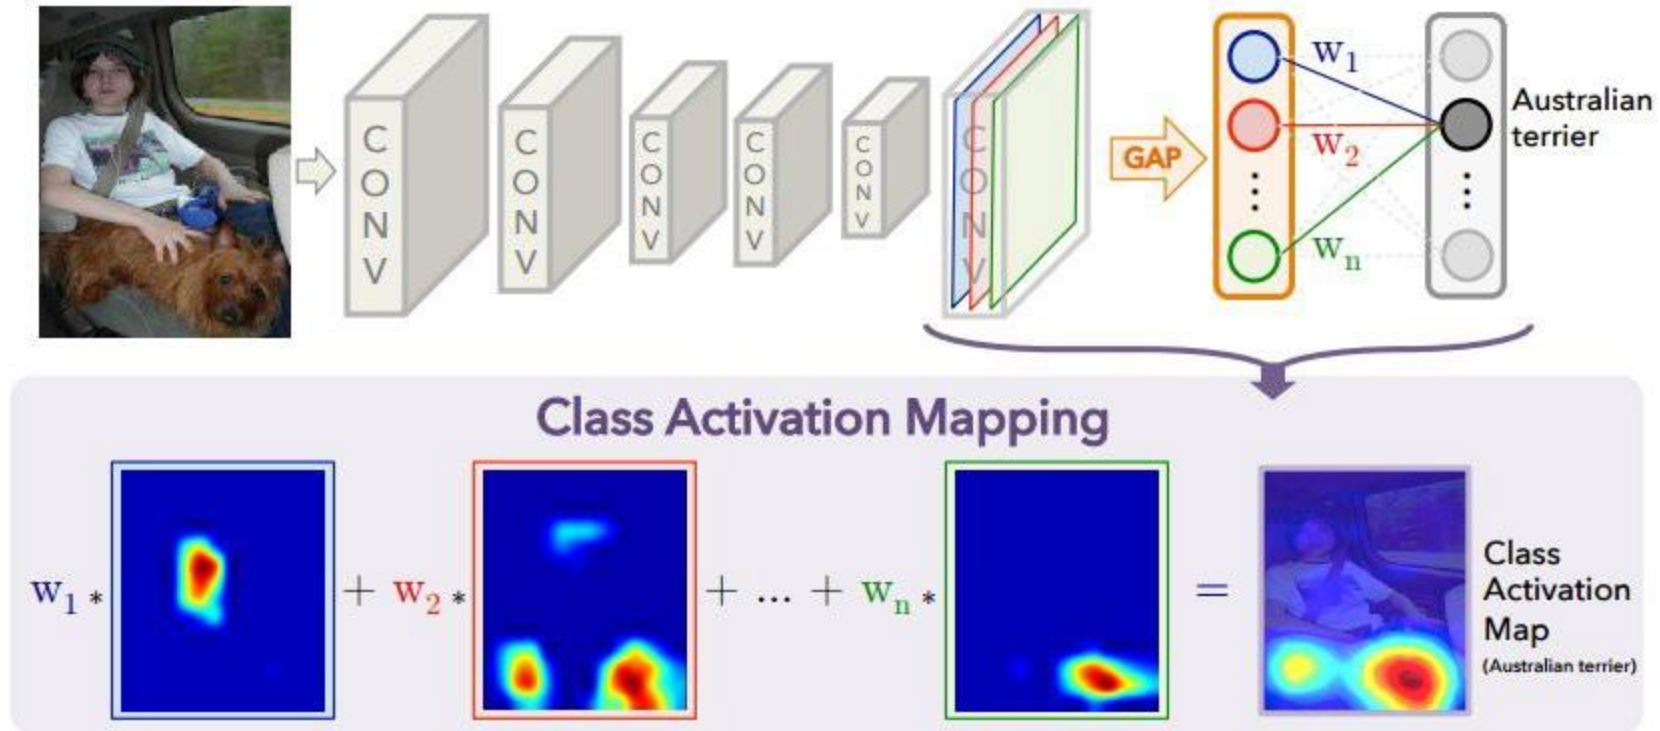 CONV
CONV
CONV
CONV
CONV
CONV
GAP
w1
w2
⋮
wn
⋮
Australian
terrier
Class Activation Mapping
w1 * + w2 * + ... + wn * =
Class
Activation
Map
(Australian terrier)